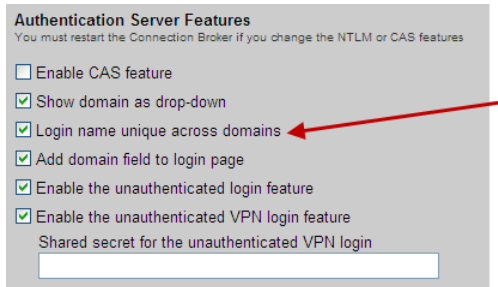 Authentication Server Features
You must restart the Connection Broker if you change the NTLM or CAS features
Enable CAS feature
Show domain as drop-down
Login name unique across domains
Add domain field to login page
Enable the unauthenticated login feature
Enable the unauthenticated VPN login feature
Shared secret for the unauthenticated VPN login